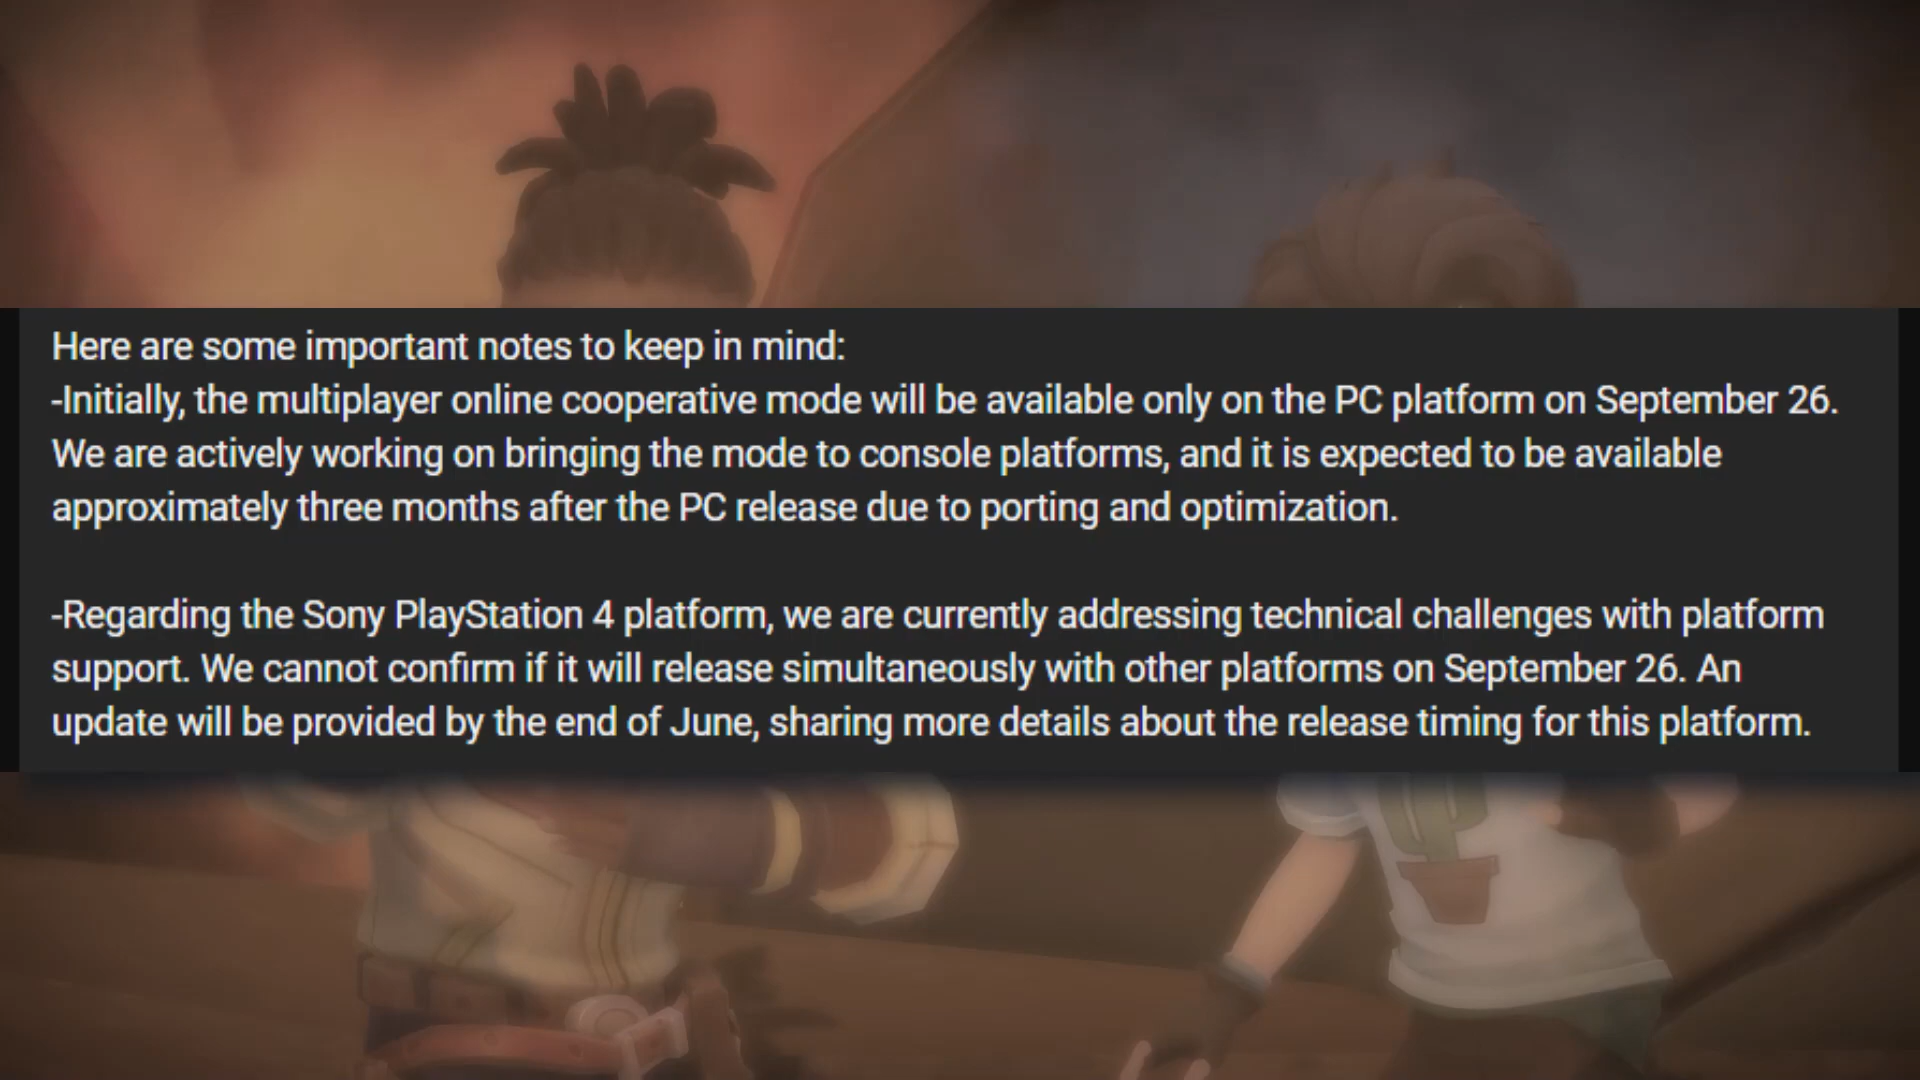 Here are some important notes to keep in mind:
-Initially, the multiplayer online cooperative mode will be available only on the PC platform on September 26.
We are actively working on bringing the mode to console platforms, and it is expected to be available
approximately three months after the PC release due to porting and optimization.
-Regarding the Sony PlayStation 4 platform, we are currently addressing technical challenges with platform
support. We cannot confirm if it will release simultaneously with other platforms on September 26. An
update will be provided by the end of June, sharing more details about the release timing for this platform.